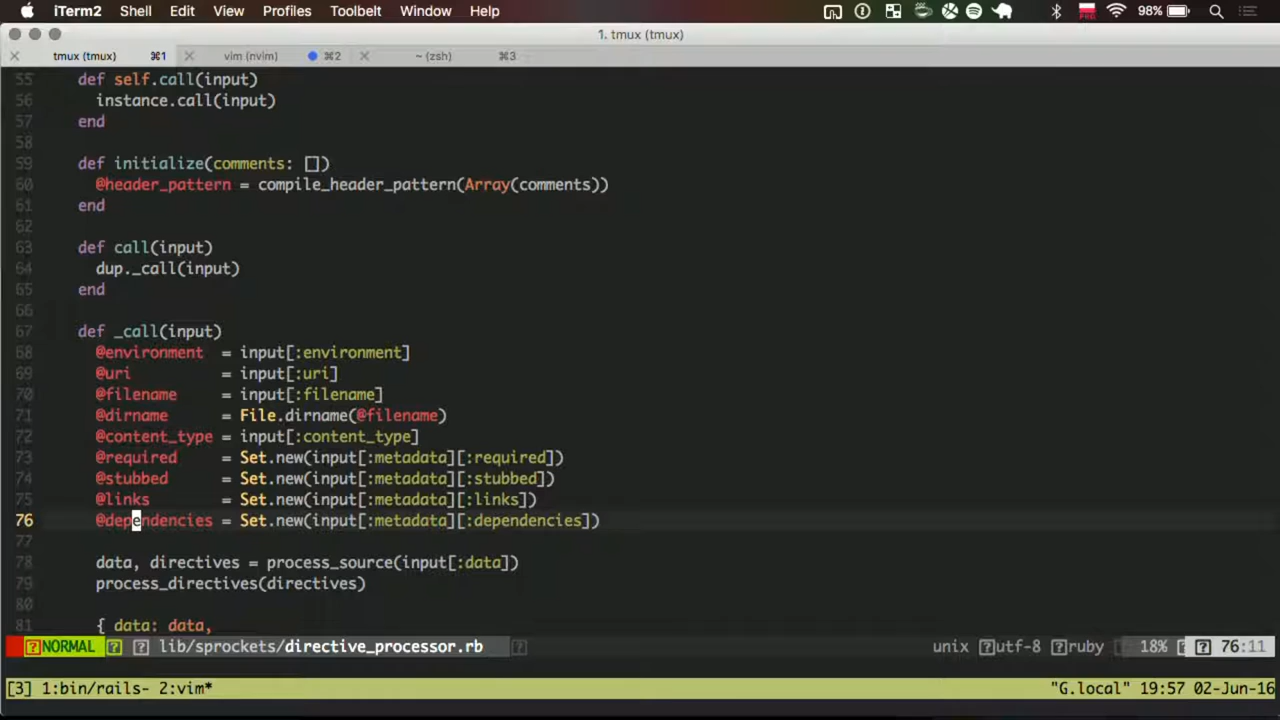 iTerm2 Shell Edit View Profiles Toolbelt Window Help 98%
1. tmux (tmux)
tmux (tmux) ⌘1 vim (nvim) ⌘2 ~ (zsh) ⌘3
55 def self.call(input)
56 instance.call(input)
57 end
58
59 def initialize(comments: [])
60 @header_pattern = compile_header_pattern(Array(comments))
61 end
62
63 def call(input)
64 dup._call(input)
65 end
66
67 def _call(input)
68 @environment = input[:environment]
69 @uri = input[:uri]
70 @filename = input[:filename]
71 @dirname = File.dirname(@filename)
72 @content_type = input[:content_type]
73 @required = Set.new(input[:metadata][:required])
74 @stubbed = Set.new(input[:metadata][:stubbed])
75 @links = Set.new(input[:metadata][:links])
76 @dependencies = Set.new(input[:metadata][:dependencies])
77
78 data, directives = process_source(input[:data])
79 process_directives(directives)
80
81 { data: data,
NORMAL lib/sprockets/directive_processor.rb unix utf-8 ruby 18% 76:11
[3] 1:bin/rails- 2:vim* "G.local" 19:57 02-Jun-16